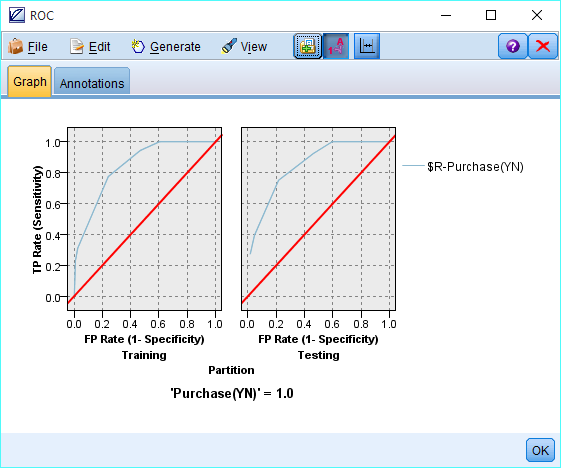 ROC
File Edit Generate View
Graph Annotations
TP Rate (Sensitivity)
1.0
0.8
0.6
0.4
0.2
0.0
$R-Purchase(YN)
0.0 0.2 0.4 0.6 0.8 1.0 0.0 0.2 0.4 0.6 0.8 1.0
FP Rate (1- Specificity) FP Rate (1- Specificity)
Training Testing
Partition
'Purchase(YN)' = 1.0
OK